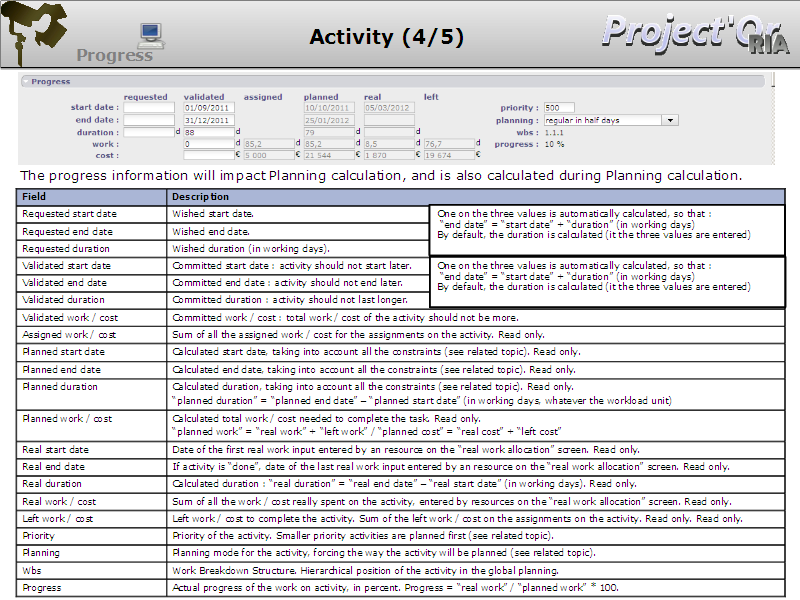 Activity (4/5)
Project'Or
RIA
Progress
Progress
requested validated assigned planned real left
start date : 01/09/2011 10/10/2011 05/03/2012 priority : 500
end date : 31/12/2011 25/01/2012 planning : regular in half days
duration : d 88 d 79 d d wbs : 1.1.1
work : 0 d 85,2 d 85,2 d 8,5 d 76,7 d progress : 10 %
cost : € 5 000 € 21 544 € 1 870 € 19 674 €
The progress information will impact Planning calculation, and is also calculated during Planning calculation.
Field Description
Requested start date Wished start date.
Requested end date Wished end date.
Requested duration Wished duration (in working days).
One on the three values is automatically calculated, so that :
"end date" = "start date" + "duration" (in working days)
By default, the duration is calculated (it the three values are entered)
Validated start date Committed start date : activity should not start later.
Validated end date Committed end date : activity should not end later.
Validated duration Committed duration : activity should not last longer.
One on the three values is automatically calculated, so that :
"end date" = "start date" + "duration" (in working days)
By default, the duration is calculated (it the three values are entered)
Validated work / cost Committed work / cost : total work / cost of the activity should not be more.
Assigned work / cost Sum of all the assigned work / cost for the assignments on the activity. Read only.
Planned start date Calculated start date, taking into account all the constraints (see related topic). Read only.
Planned end date Calculated end date, taking into account all the constraints (see related topic). Read only.
Planned duration Calculated duration, taking into account all the constraints (see related topic). Read only.
"planned duration" = "planned end date" – "planned start date" (in working days, whatever the workload unit)
Planned work / cost Calculated total work / cost needed to complete the task. Read only.
"planned work" = "real work" + "left work" / "planned cost" = "real cost" + "left cost"
Real start date Date of the first real work input entered by an resource on the "real work allocation" screen. Read only.
Real end date If activity is "done", date of the last real work input entered by an resource on the "real work allocation" screen. Read only.
Real duration Calculated duration : "real duration" = "real end date" – "real start date" (in working days). Read only.
Real work / cost Sum of all the work / cost really spent on the activity, entered by resources on the "real work allocation" screen. Read only.
Left work / cost Left work / cost to complete the activity. Sum of the left work / cost on the assignments on the activity. Read only. Read only.
Priority Priority of the activity. Smaller priority activities are planned first (see related topic).
Planning Planning mode for the activity, forcing the way the activity will be planned (see related topic).
Wbs Work Breakdown Structure. Hierarchical position of the activity in the global planning.
Progress Actual progress of the work on activity, in percent. Progress = "real work" / "planned work" * 100.